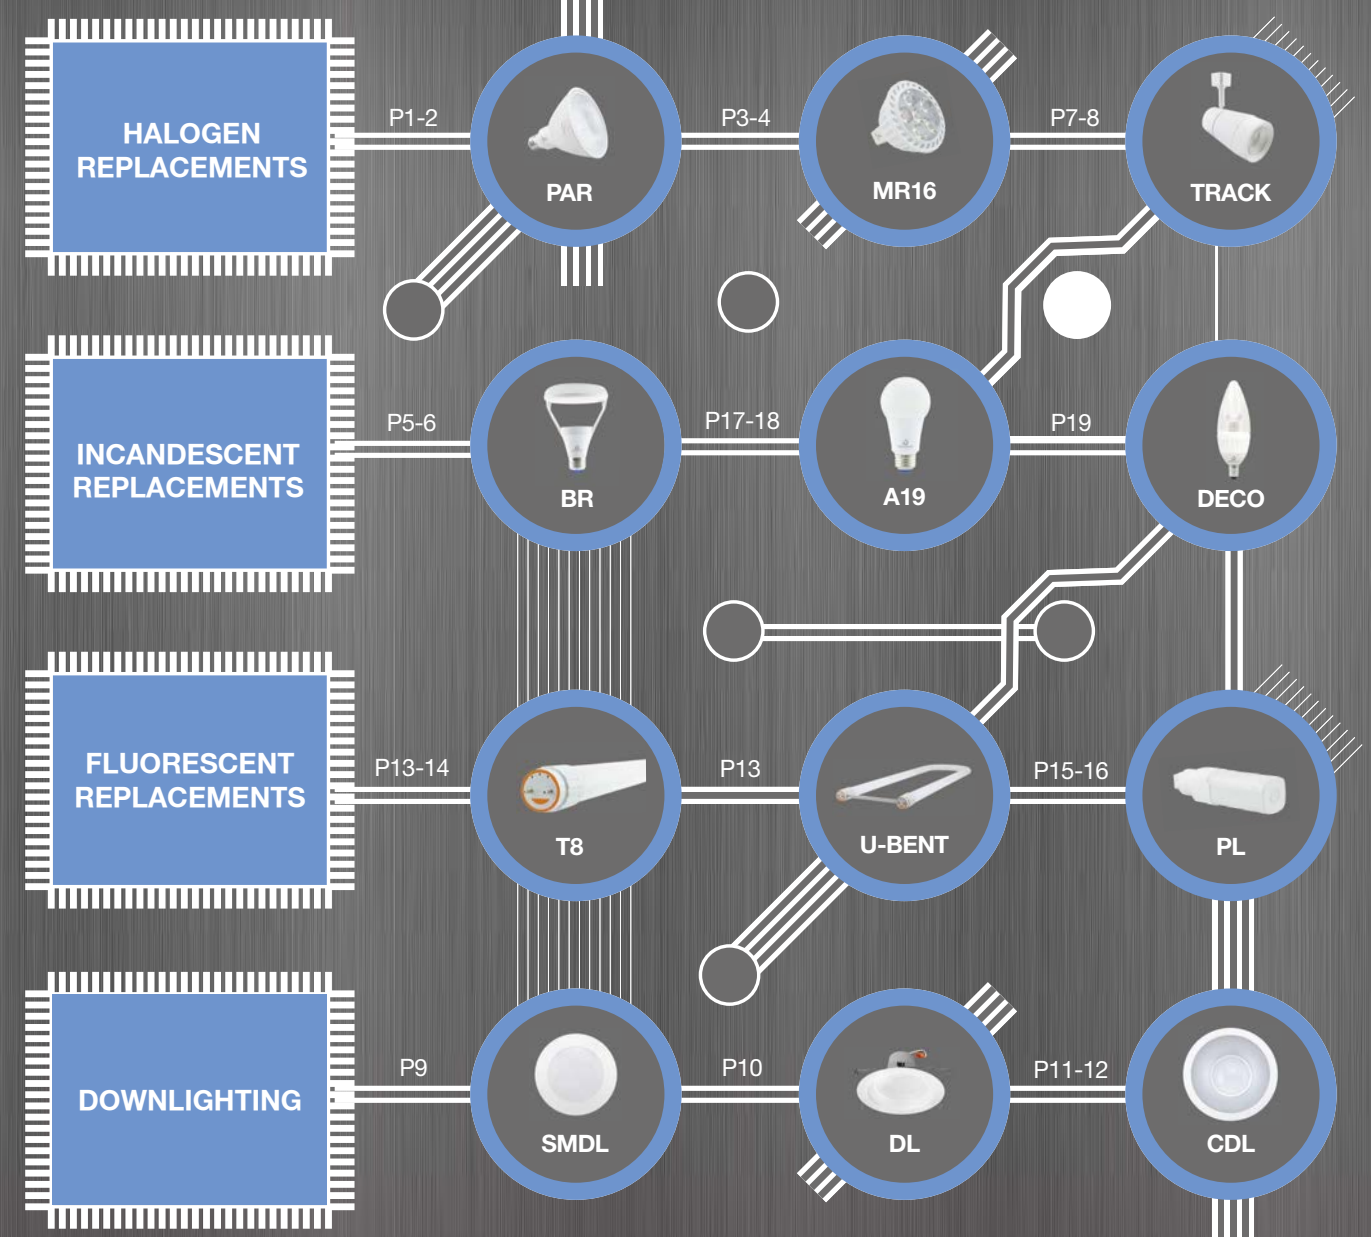 HALOGEN
REPLACEMENTS
P1-2
PAR
P3-4
MR16
P7-8
TRACK
INCANDESCENT
REPLACEMENTS
P5-6
BR
P17-18
A19
P19
DECO
FLUORESCENT
REPLACEMENTS
P13-14
T8
P13
U-BENT
P15-16
PL
DOWNLIGHTING
P9
SMDL
P10
DL
P11-12
CDL